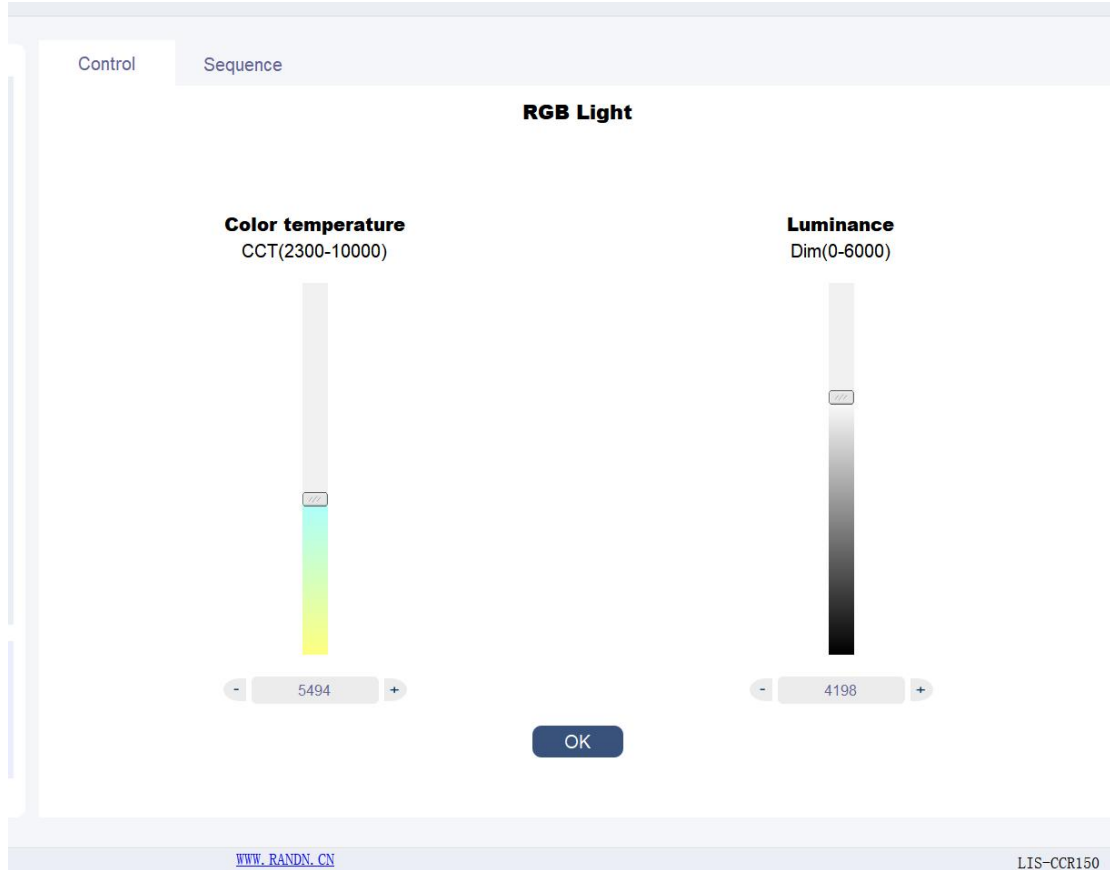 Control
Sequence
RGB Light
Color temperature
CCT(2300-10000)
Luminance
Dim(0-6000)
- 5494 +
- 4198 +
OK
WWW. RANDN. CN
LIS-CCR150